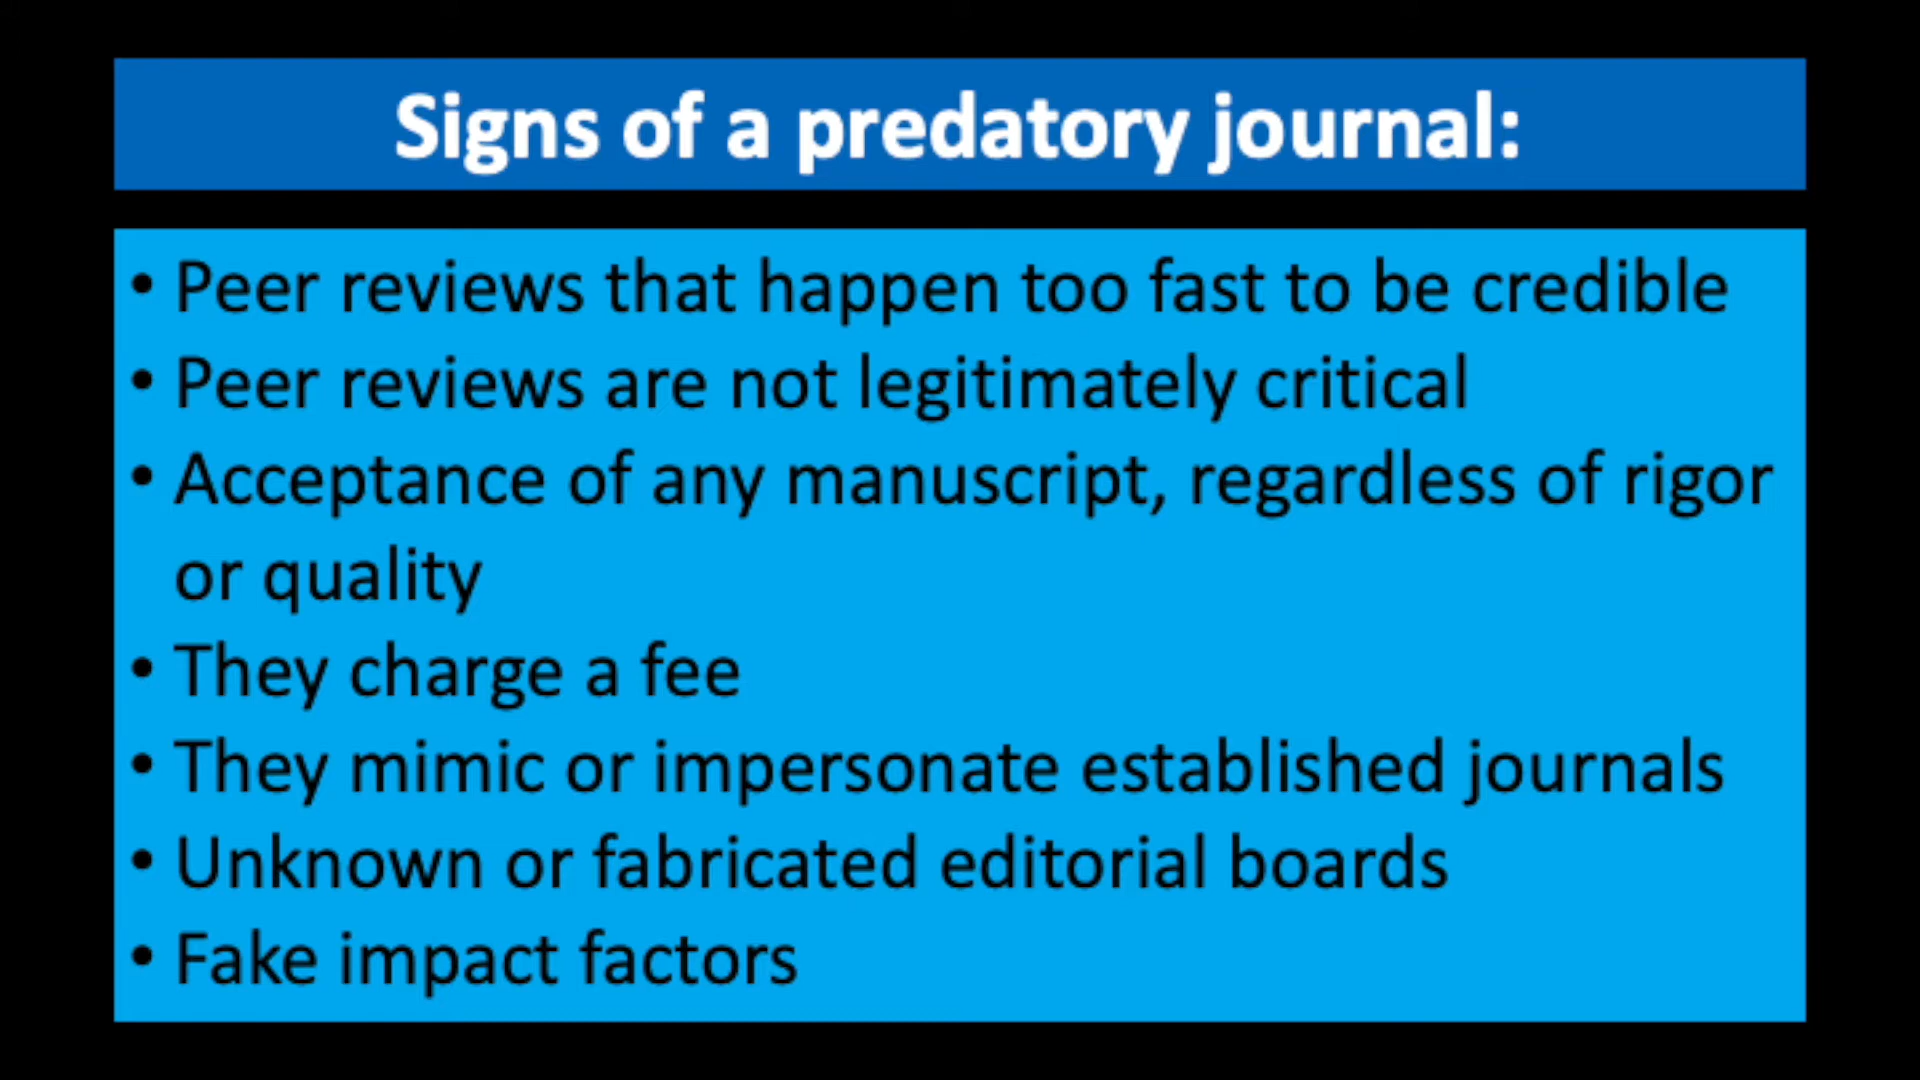 Signs of a predatory journal:
• Peer reviews that happen too fast to be credible
• Peer reviews are not legitimately critical
• Acceptance of any manuscript, regardless of rigor
or quality
• They charge a fee
• They mimic or impersonate established journals
• Unknown or fabricated editorial boards
• Fake impact factors